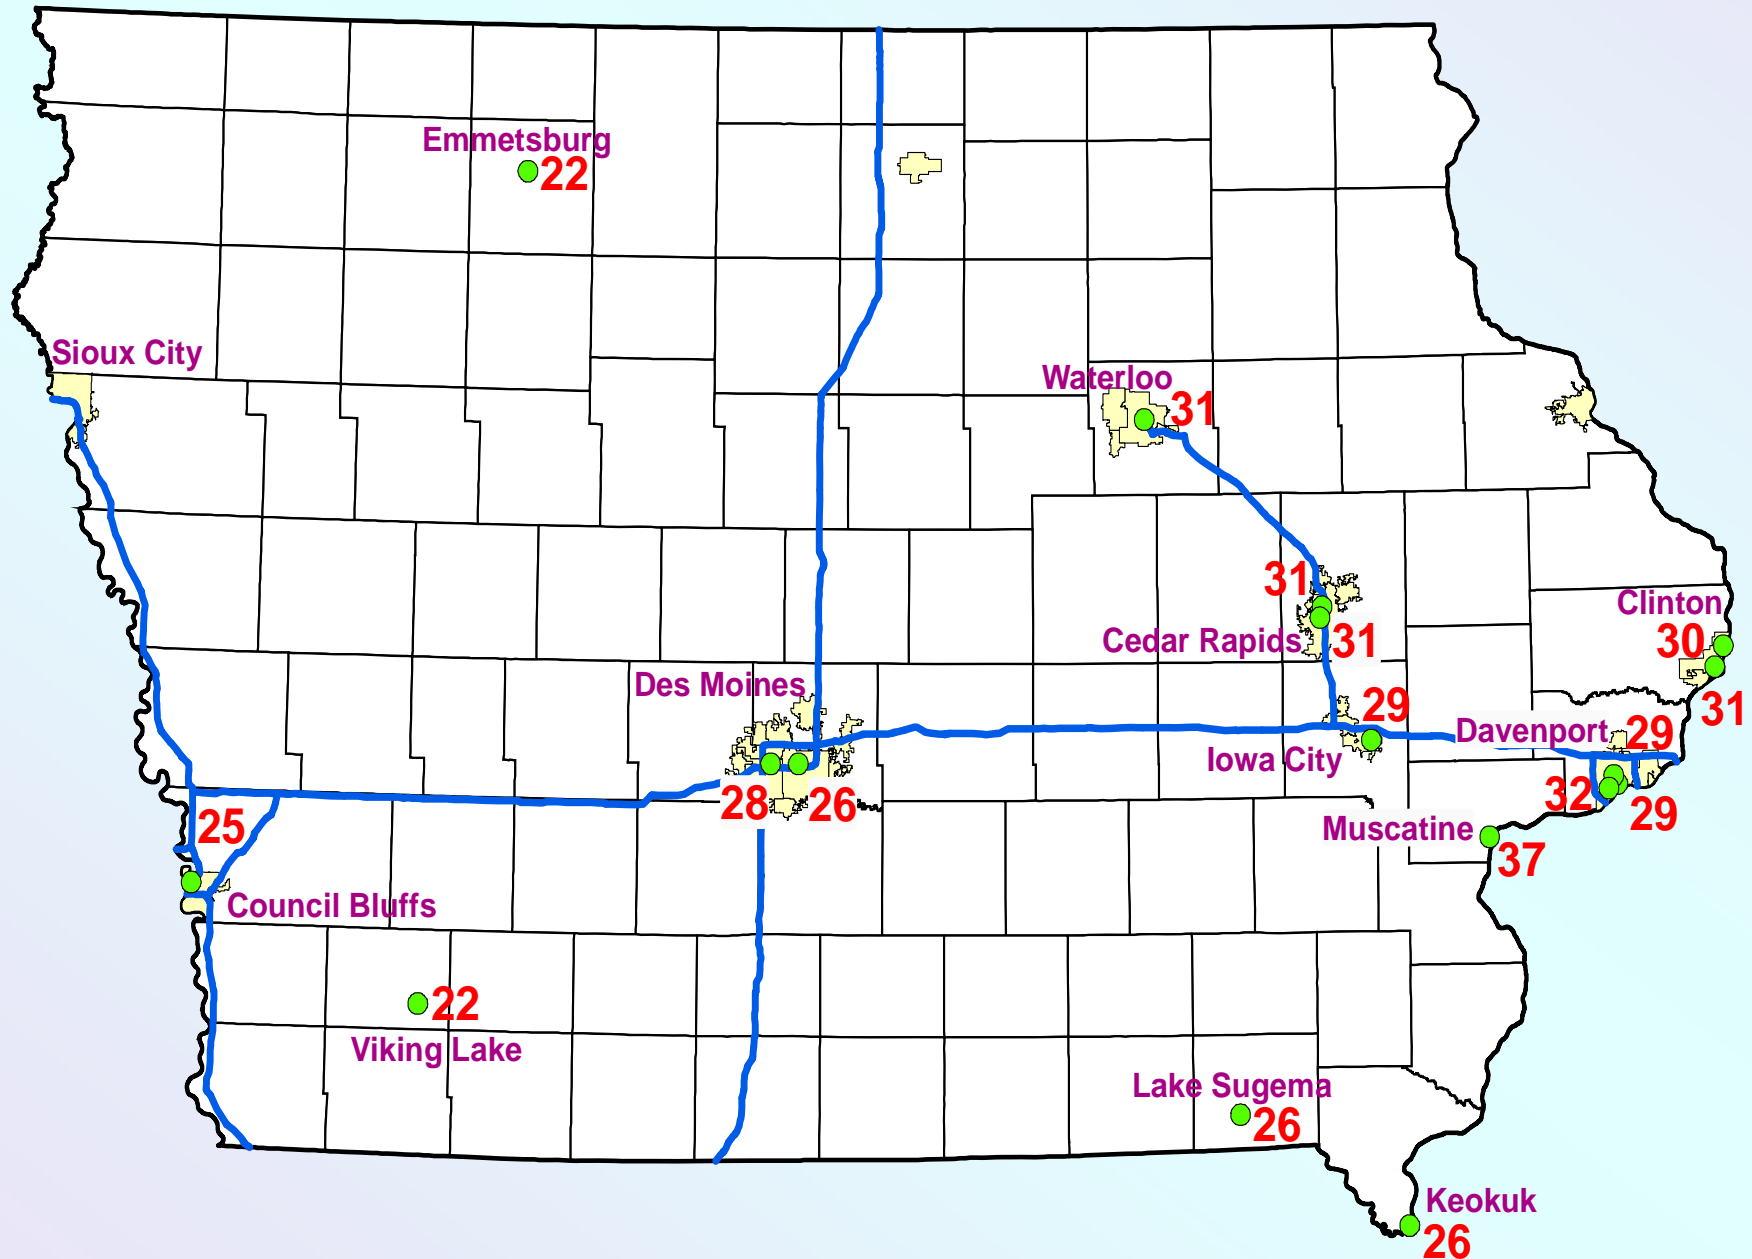 Emmetsburg
22
Sioux City
Waterloo
31
31
Cedar Rapids
31
Clinton
30
31
Des Moines
28
26
29
Iowa City
Davenport
29
32
29
25
Council Bluffs
Muscatine
37
22
Viking Lake
Lake Sugema
26
Keokuk
26